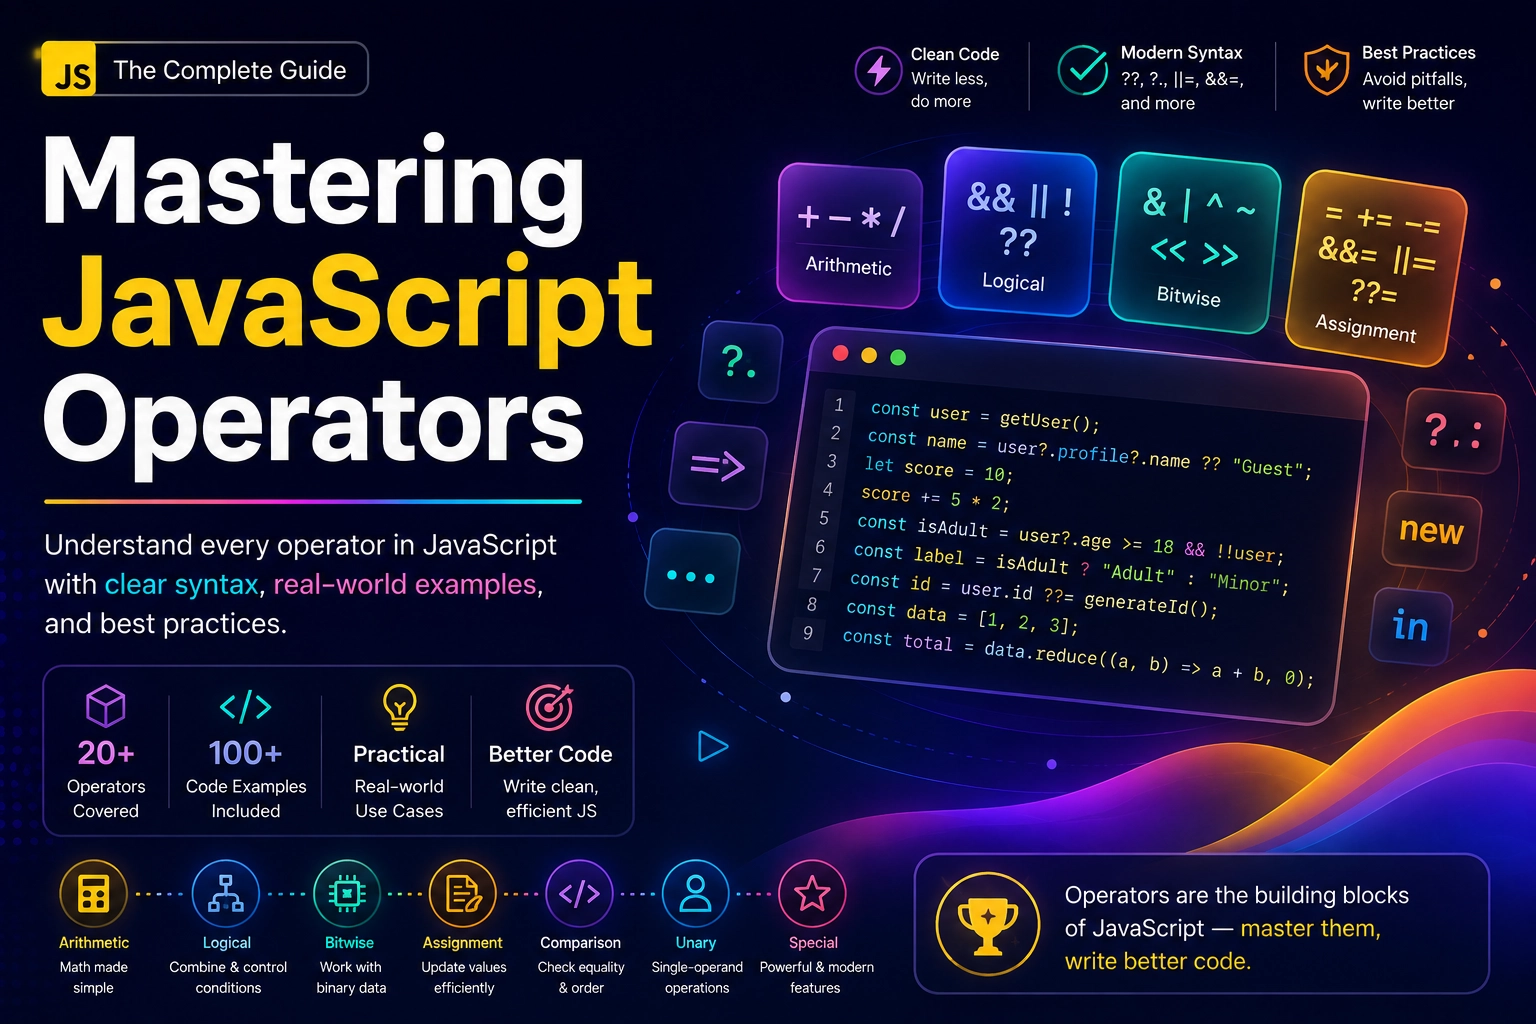 JS The Complete Guide
Mastering
JavaScript
Operators
Understand every operator in JavaScript
with clear syntax, real-world examples,
and best practices.
20+
Operators
Covered
100+
Code Examples
Included
Practical
Real-world
Use Cases
Better Code
Write clean,
efficient JS
Clean Code
Write less,
do more
Modern Syntax
??, ?., ||=, &&=,
and more
Best Practices
Avoid pitfalls,
write better
+ − * /
Arithmetic
&& || !
??
Logical
& | ^ ~
<< >>
Bitwise
= += −=
&&= ||=
??=
Assignment
?.
=>
...
?.:
new
in
1 const user = getUser();
2 const name = user?.profile?.name ?? "Guest";
3 let score = 10;
4 score += 5 * 2;
5 const isAdult = user?.age >= 18 && !!user;
6 const label = isAdult ? "Adult" : "Minor";
7 const id = user.id ??= generateId();
8 const data = [1, 2, 3];
9 const total = data.reduce((a, b) => a + b, 0);
Arithmetic
Math made
simple
Logical
Combine & control
conditions
Bitwise
Work with
binary data
Assignment
Update values
efficiently
</>
Comparison
Check equality
& order
Unary
Single-operand
operations
Special
Powerful & modern
features
Operators are the building blocks
of JavaScript — master them,
write better code.